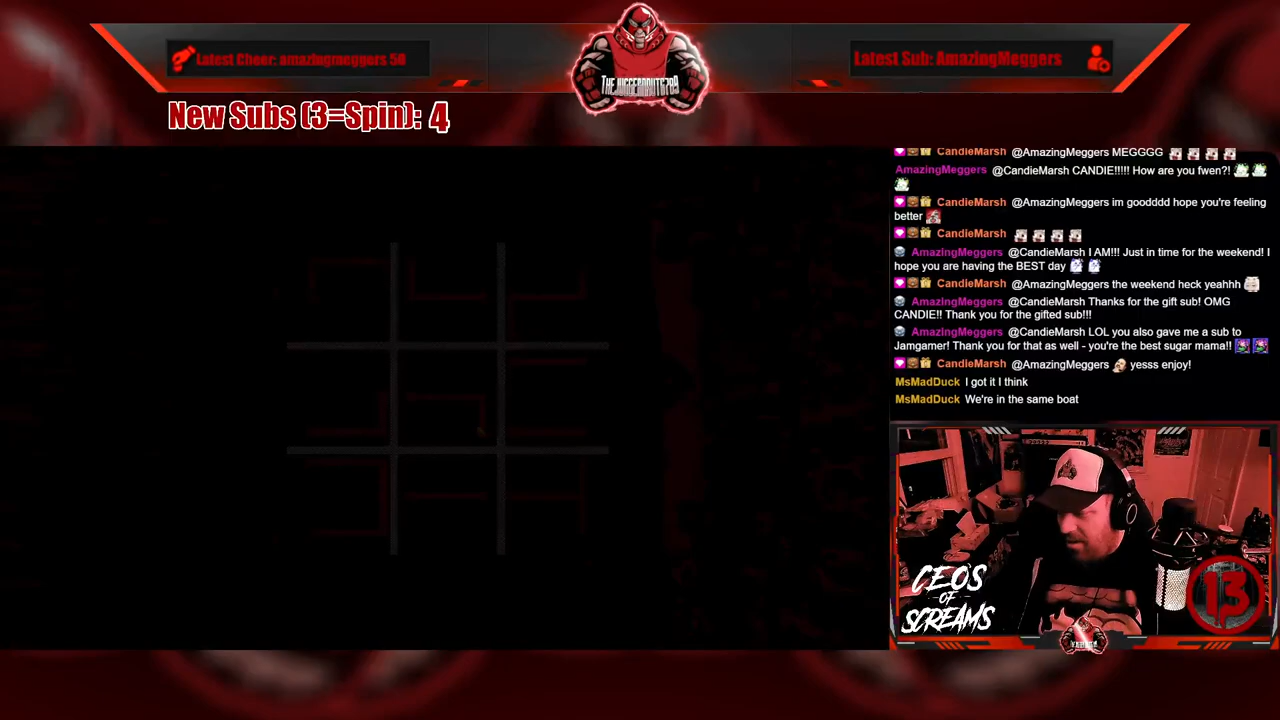 Latest Cheer: amazingmeggers 50
THEJUGGERNAUT6789
Latest Sub: AmazingMeggers
New Subs (3=Spin): 4
CandieMarsh @AmazingMeggers MEGGGG
AmazingMeggers @CandieMarsh CANDIE!!!!! How are you fwen?!
CandieMarsh @AmazingMeggers im goodddd hope you're feeling
better
CandieMarsh
AmazingMeggers @CandieMarsh I AM!!! Just in time for the weekend! I
hope you are having the BEST day
CandieMarsh @AmazingMeggers the weekend heck yeahhh
AmazingMeggers @CandieMarsh Thanks for the gift sub! OMG
CANDIE!! Thank you for the gifted sub!!!
AmazingMeggers @CandieMarsh LOL you also gave me a sub to
Jamgamer! Thank you for that as well - you're the best sugar mama!!
CandieMarsh @AmazingMeggers yesss enjoy!
MsMadDuck I got it I think
MsMadDuck We're in the same boat
CEOS
OF
SCREAMS
13